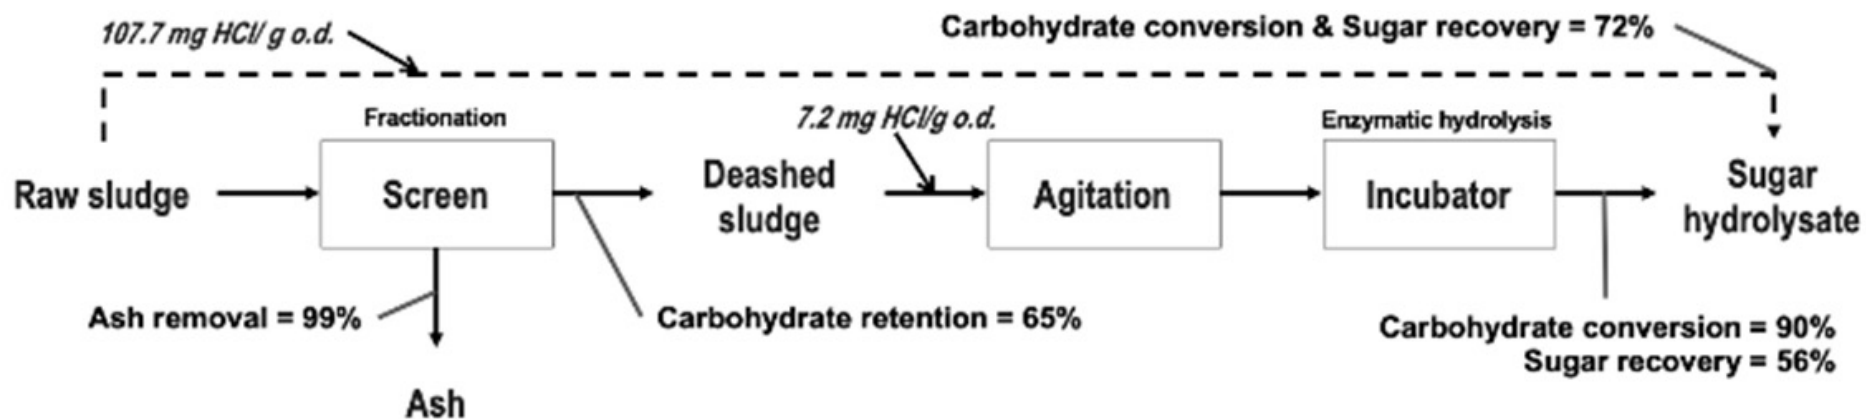 107.7 mg HCl/ g o.d.
Carbohydrate conversion & Sugar recovery = 72%
Fractionation
7.2 mg HCl/g o.d.
Enzymatic hydrolysis
Raw sludge
Screen
Deashed
sludge
Agitation
Incubator
Sugar
hydrolysate
Ash removal = 99%
Carbohydrate retention = 65%
Carbohydrate conversion = 90%
Sugar recovery = 56%
Ash